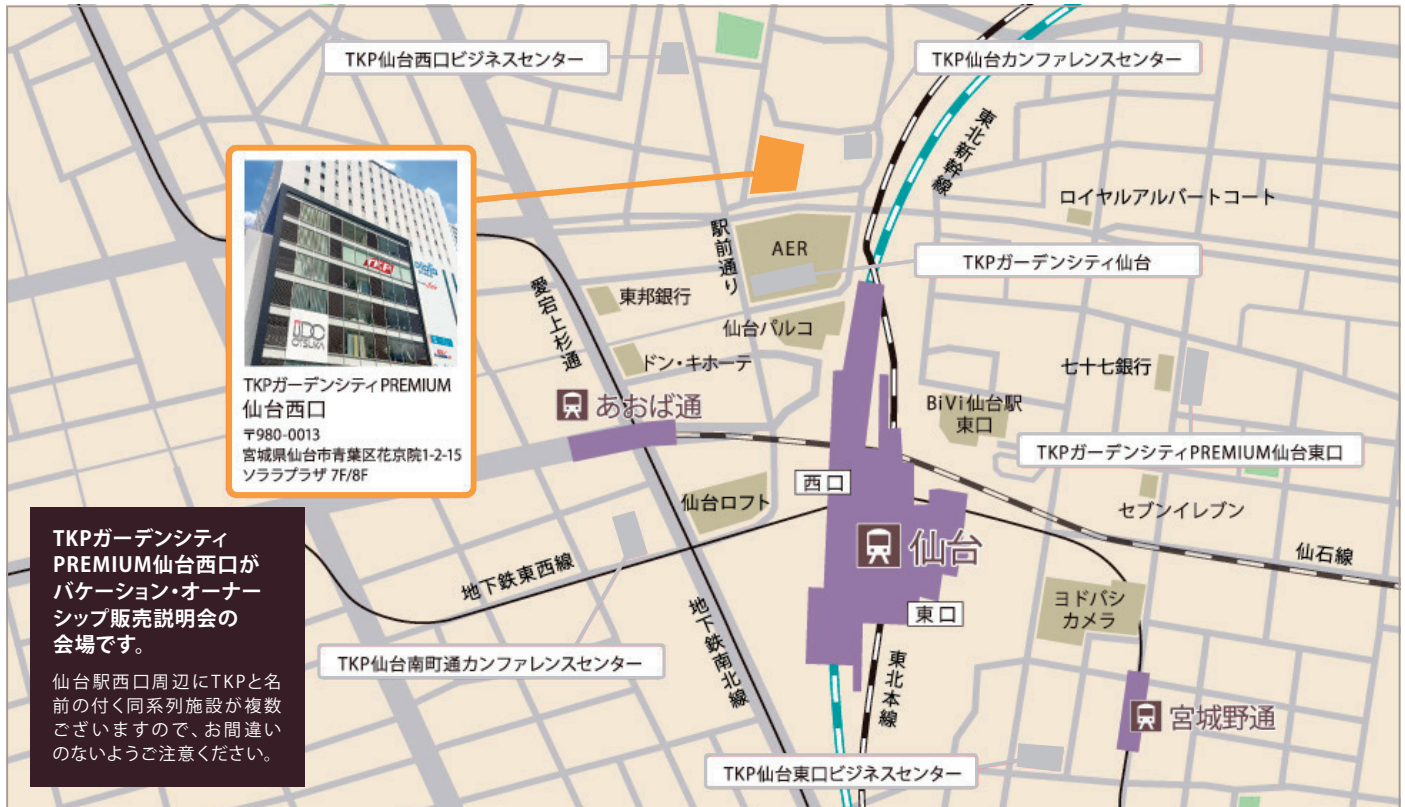 TKP仙台西口ビジネスセンター
TKP仙台カンファレンスセンター
東北新幹線
ロイヤルアルバートコート
駅前通り
AER
TKPガーデンシティ仙台
TKP
IDC
OTSUKA
TKPガーデンシティPREMIUM
仙台西口
〒980-0013
宮城県仙台市青葉区花京院1-2-15
ソララプラザ 7F/8F
愛宕上杉通
東邦銀行
仙台パルコ
ドン・キホーテ
七十七銀行
あおば通
BiVi仙台駅
東口
TKPガーデンシティPREMIUM仙台東口
西口
仙台ロフト
セブンイレブン
仙台
仙石線
TKPガーデンシティ
PREMIUM仙台西口が
バケーション・オーナー
シップ販売説明会の
会場です。
仙台駅西口周辺にTKPと名
前の付く同系列施設が複数
ございますので、お間違い
のないようご注意ください。
地下鉄東西線
ヨドバシ
カメラ
東口
地下鉄南北線
TKP仙台南町通カンファレンスセンター
東北本線
宮城野通
TKP仙台東口ビジネスセンター